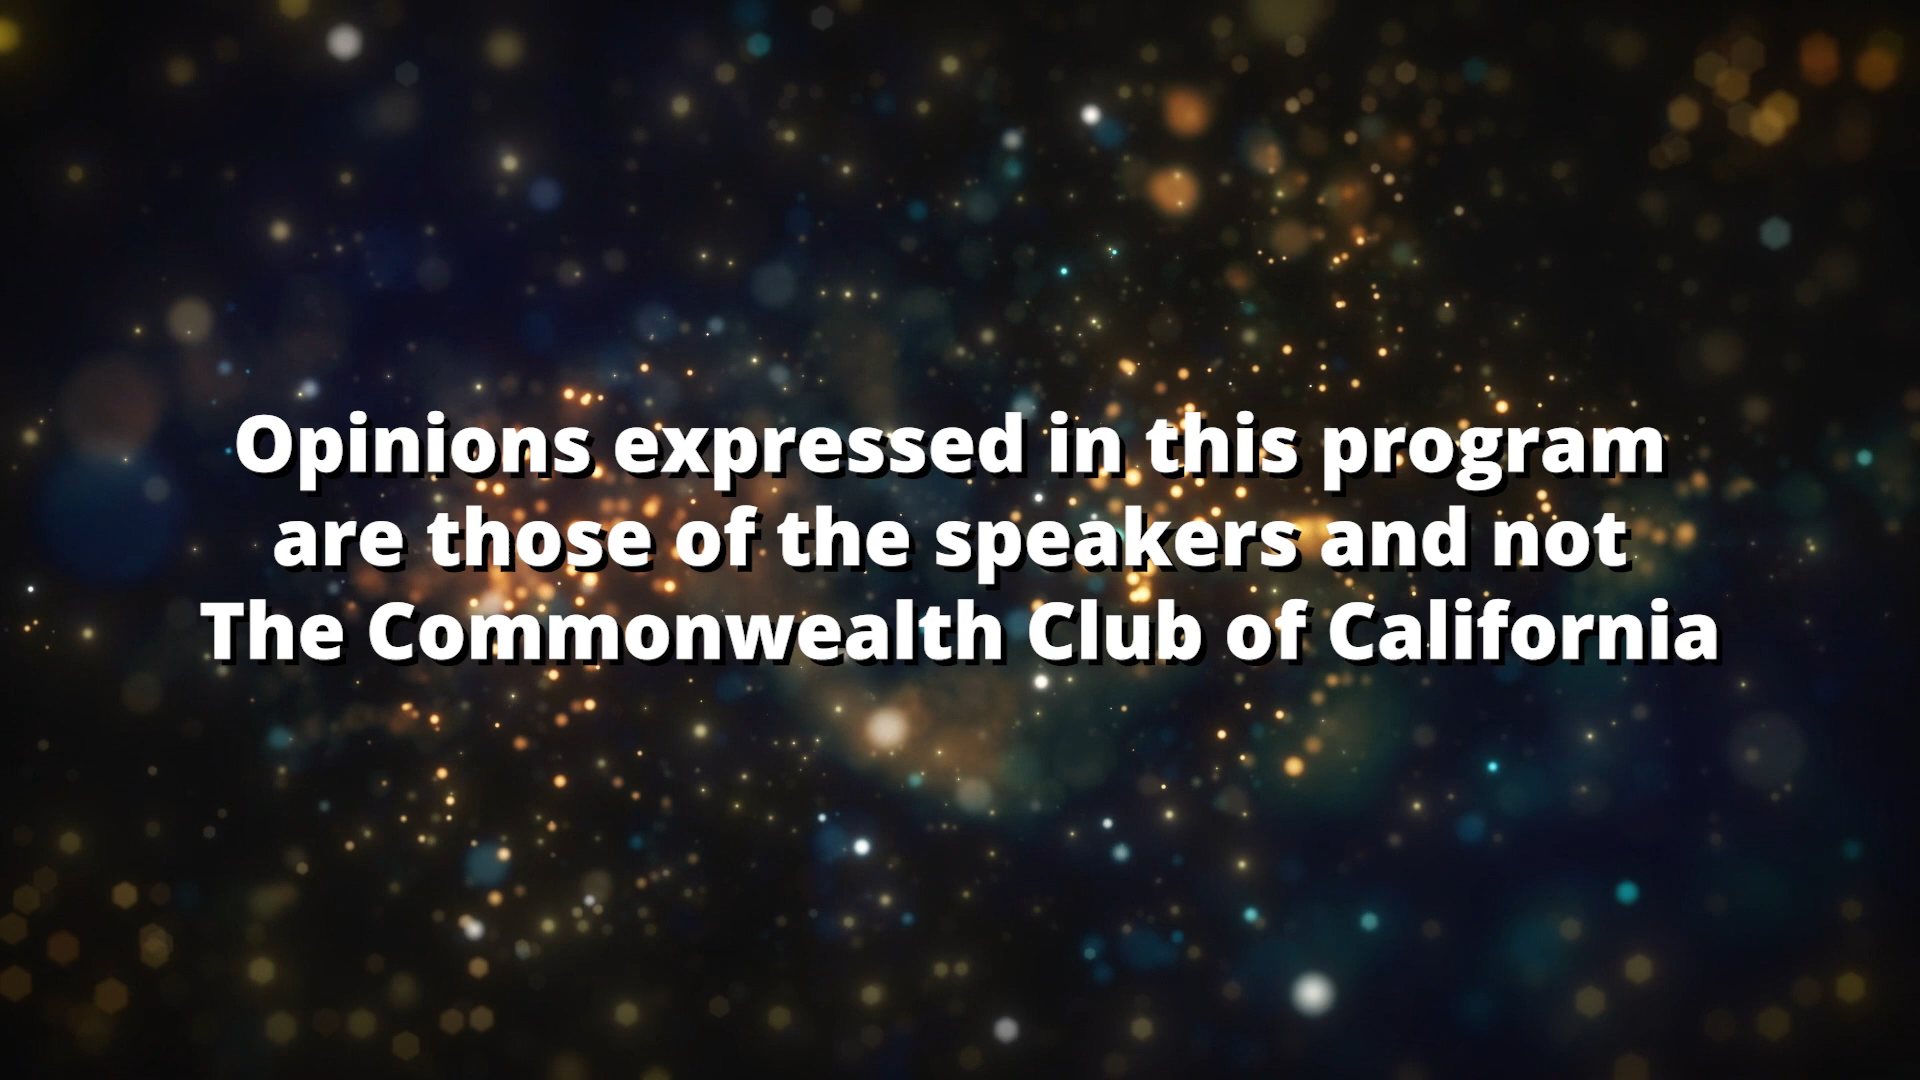 Opinions expressed in this program
are those of the speakers and not
The Commonwealth Club of California